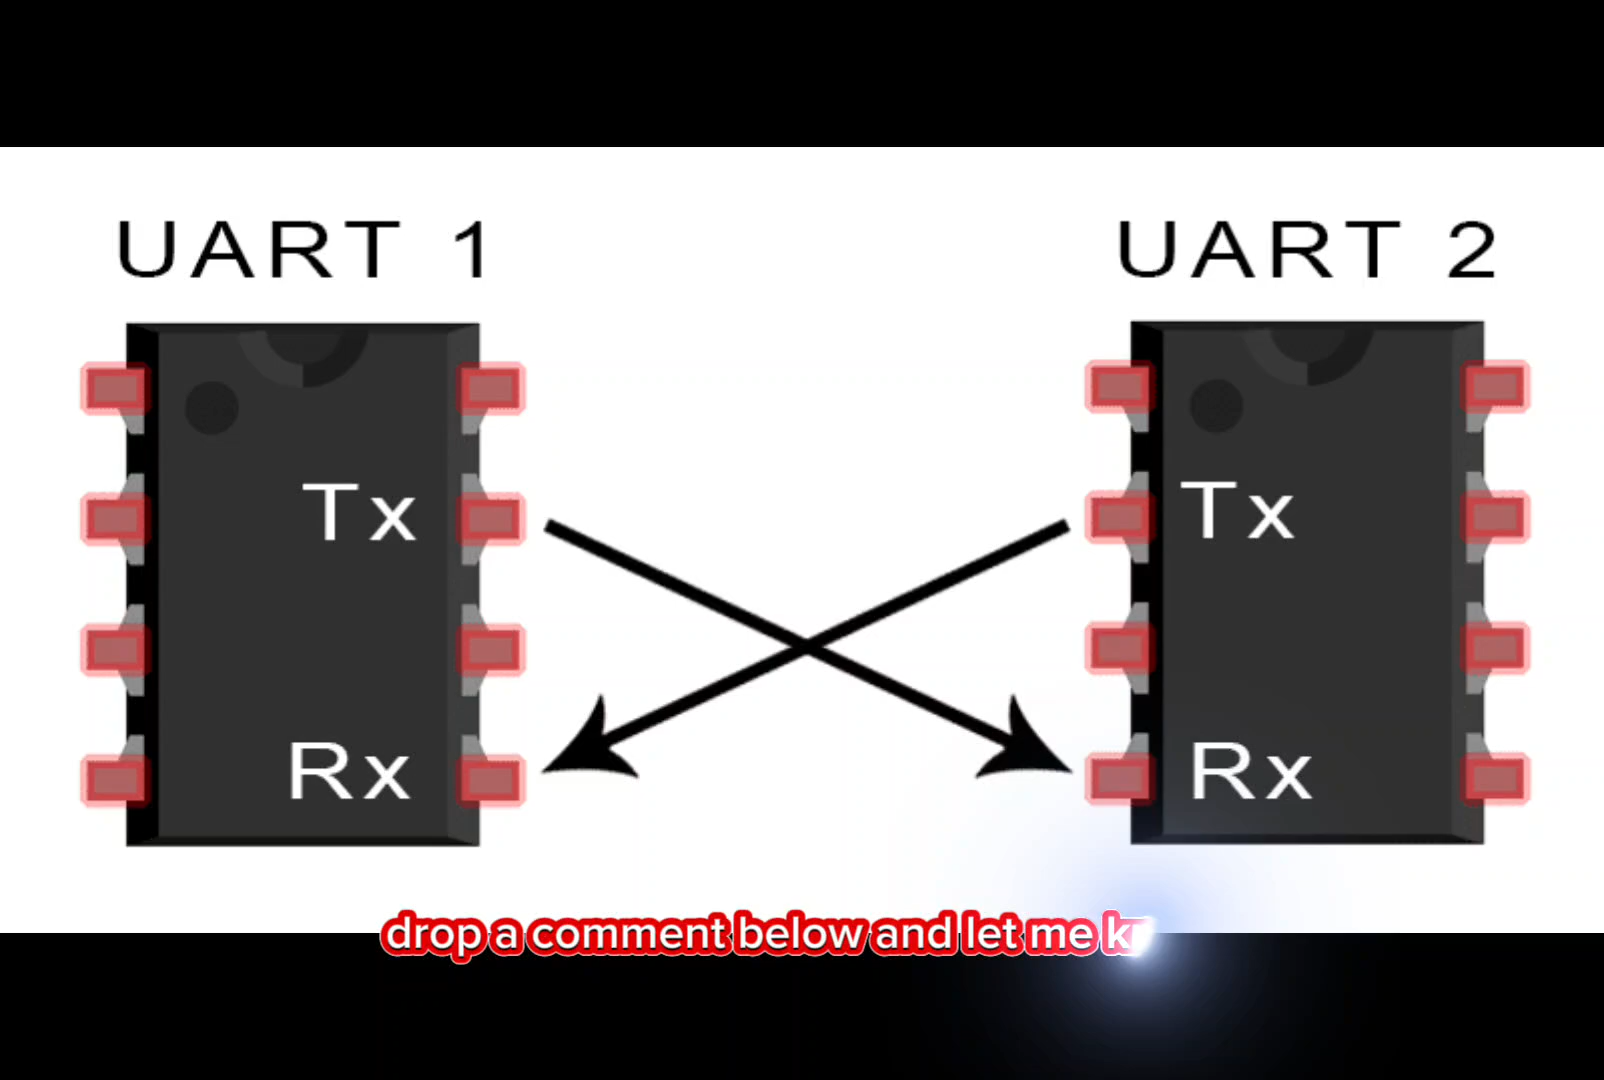 UART 1
UART 2
Tx
Tx
Rx
Rx
drop a comment below and let me